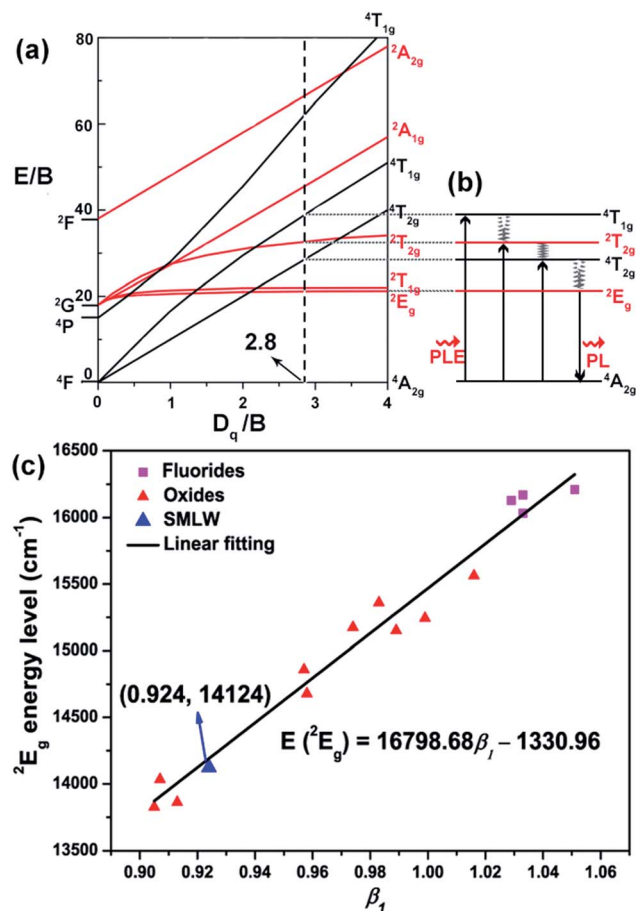 (a)
80
60
40
20
0
E/B
²F
²G
⁴P
⁴F
⁴T₁g
²A₂g
²A₁g
⁴T₁g
⁴T₂g
²T₂g
²T₁g
²Eg
⁴A₂g
2.8
0 1 2 3 4
Dq/B
(b)
⁴T₁g
²T₂g
⁴T₂g
²Eg
⁴A₂g
PLE
PL
(c)
²Eg energy level (cm⁻¹)
16500
16000
15500
15000
14500
14000
13500
Fluorides
Oxides
SMLW
Linear fitting
(0.924, 14124)
E (²Eg) = 16798.68β₁ – 1330.96
0.90 0.92 0.94 0.96 0.98 1.00 1.02 1.04 1.06
β₁